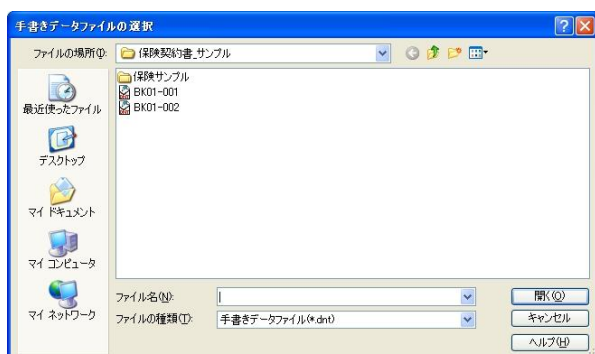 手書きデータファイルの選択
ファイルの場所(I):
保険契約書_サンプル
保険サンプル
BK01-001
BK01-002
最近使ったファイル
デスクトップ
マイ ドキュメント
マイ コンピュータ
マイ ネットワーク
ファイル名(N):
開く(O)
ファイルの種類(T):
手書きデータファイル(*.dnt)
キャンセル
ヘルプ(H)